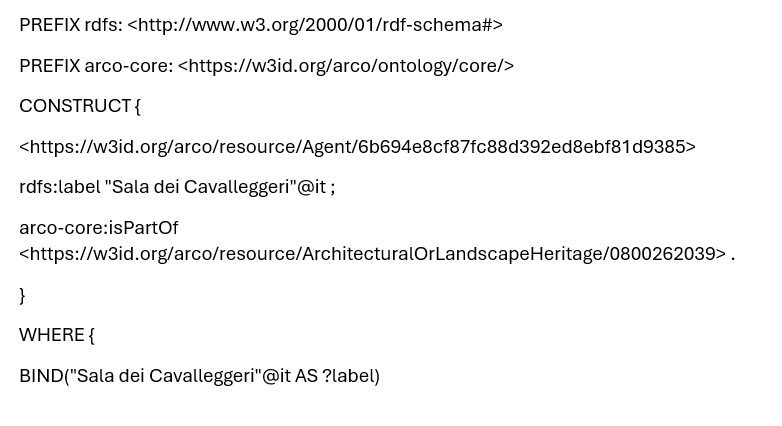 PREFIX rdfs: <http://www.w3.org/2000/01/rdf-schema#>
PREFIX arco-core: <https://w3id.org/arco/ontology/core/>
CONSTRUCT {
<https://w3id.org/arco/resource/Agent/6b694e8cf87fc88d392ed8ebf81d9385>
rdfs:label "Sala dei Cavalleggeri"@it ;
arco-core:isPartOf
<https://w3id.org/arco/resource/ArchitecturalOrLandscapeHeritage/0800262039> .
}
WHERE {
BIND("Sala dei Cavalleggeri"@it AS ?label)